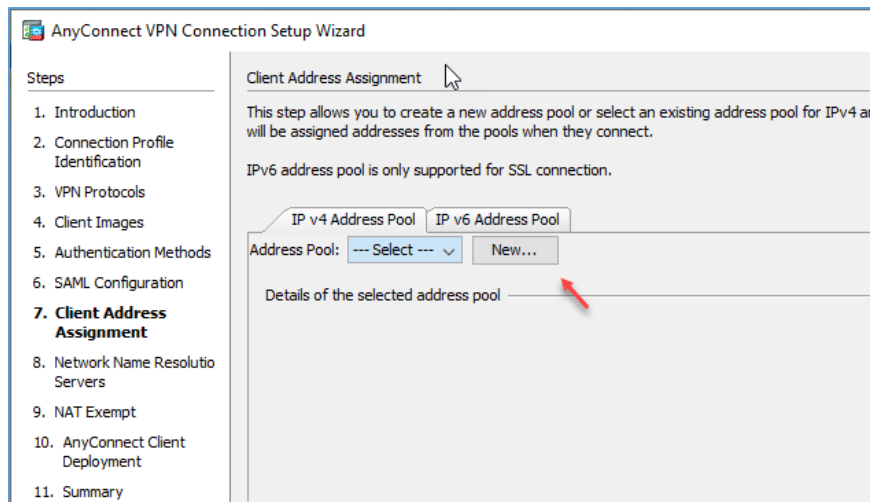 AnyConnect VPN Connection Setup Wizard
Steps
1. Introduction
2. Connection Profile
Identification
3. VPN Protocols
4. Client Images
5. Authentication Methods
6. SAML Configuration
7. Client Address
Assignment
8. Network Name Resolutio
Servers
9. NAT Exempt
10. AnyConnect Client
Deployment
11. Summary
Client Address Assignment
This step allows you to create a new address pool or select an existing address pool for IPv4 a
will be assigned addresses from the pools when they connect.
IPv6 address pool is only supported for SSL connection.
IP v4 Address Pool IP v6 Address Pool
Address Pool: --- Select --- New...
Details of the selected address pool